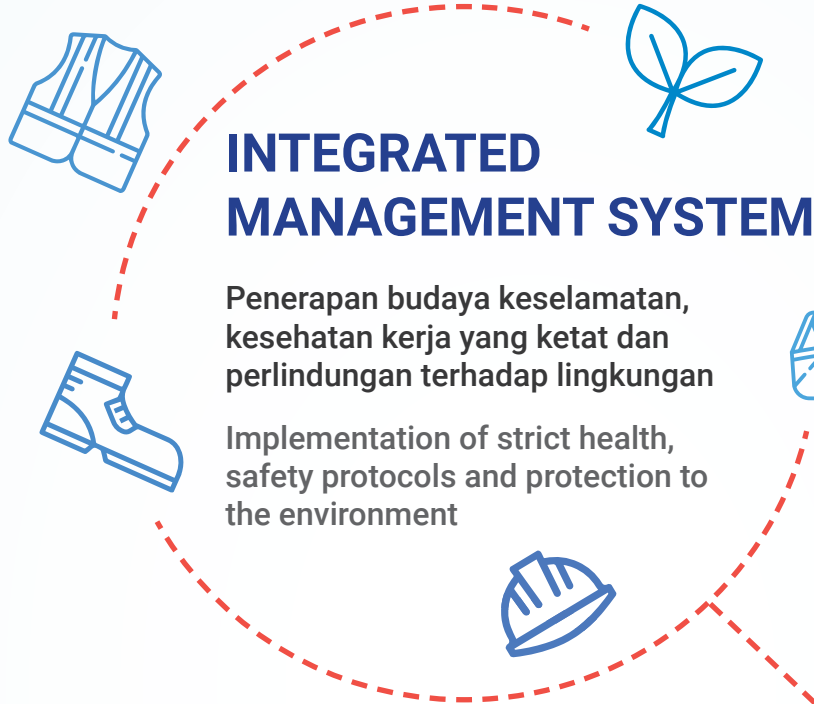 INTEGRATED
MANAGEMENT SYSTEM
Penerapan budaya keselamatan,
kesehatan kerja yang ketat dan
perlindungan terhadap lingkungan
Implementation of strict health,
safety protocols and protection to
the environment